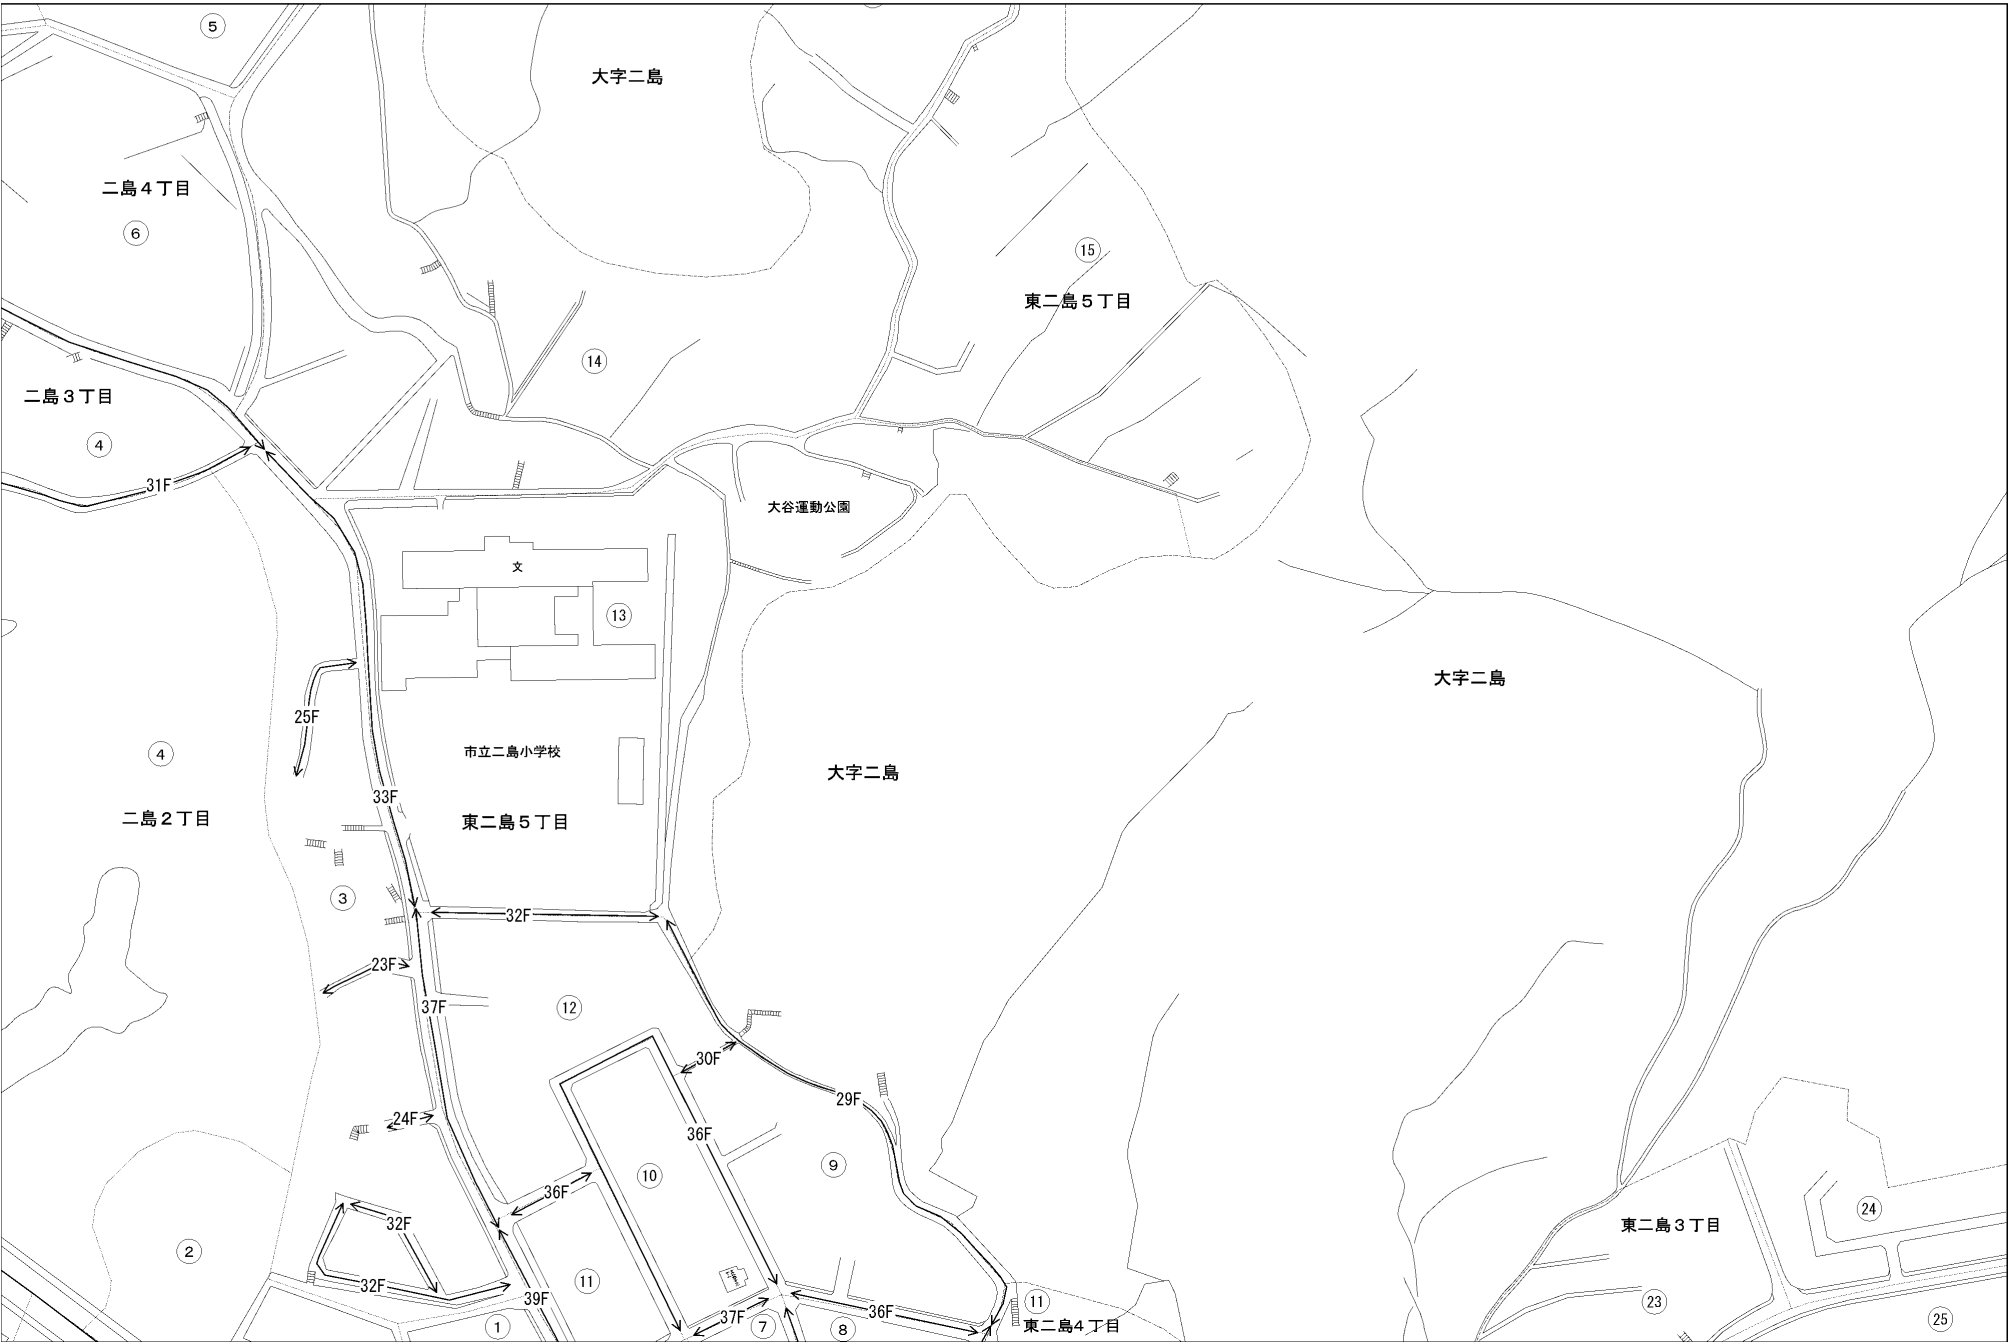 ⑤
大字二島
二島４丁目
⑥
⑮
東二島５丁目
⑭
二島３丁目
④
31F
大谷運動公園
文
⑬
25F
大字二島
市立二島小学校
④
大字二島
33F
二島２丁目
東二島５丁目
③
32F
23F
37F
⑫
30F
29F
24F
36F
⑨
⑩
36F
32F
㉔
東二島３丁目
②
⑪
32F
39F
37F
36F
⑪
㉓
①
⑦
⑧
東二島４丁目
㉕